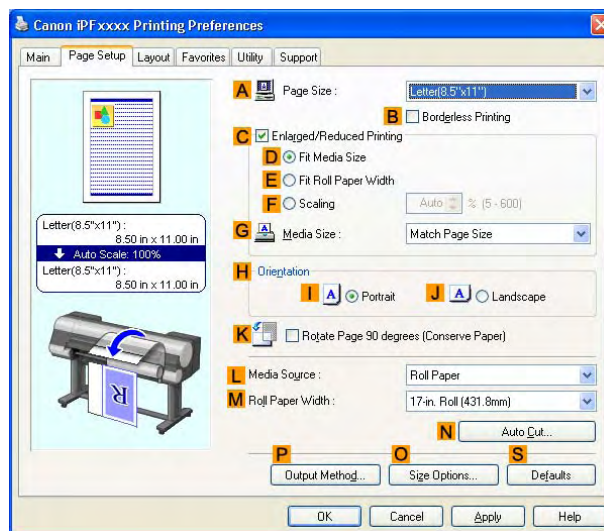 Canon iPFxxxx Printing Preferences
Main Page Setup Layout Favorites Utility Support
A Page Size : Letter(8.5"x11")
B Borderless Printing
C Enlarged/Reduced Printing
D Fit Media Size
E Fit Roll Paper Width
F Scaling Auto % (5 - 600)
G Media Size : Match Page Size
Letter(8.5"x11") :
8.50 in x 11.00 in
Auto Scale: 100%
Letter(8.5"x11") :
8.50 in x 11.00 in
H Orientation
I A Portrait J A Landscape
K Rotate Page 90 degrees (Conserve Paper)
R
L Media Source : Roll Paper
M Roll Paper Width : 17-in. Roll (431.8mm)
N Auto Cut...
P O S
Output Method... Size Options... Defaults
OK Cancel Apply Help